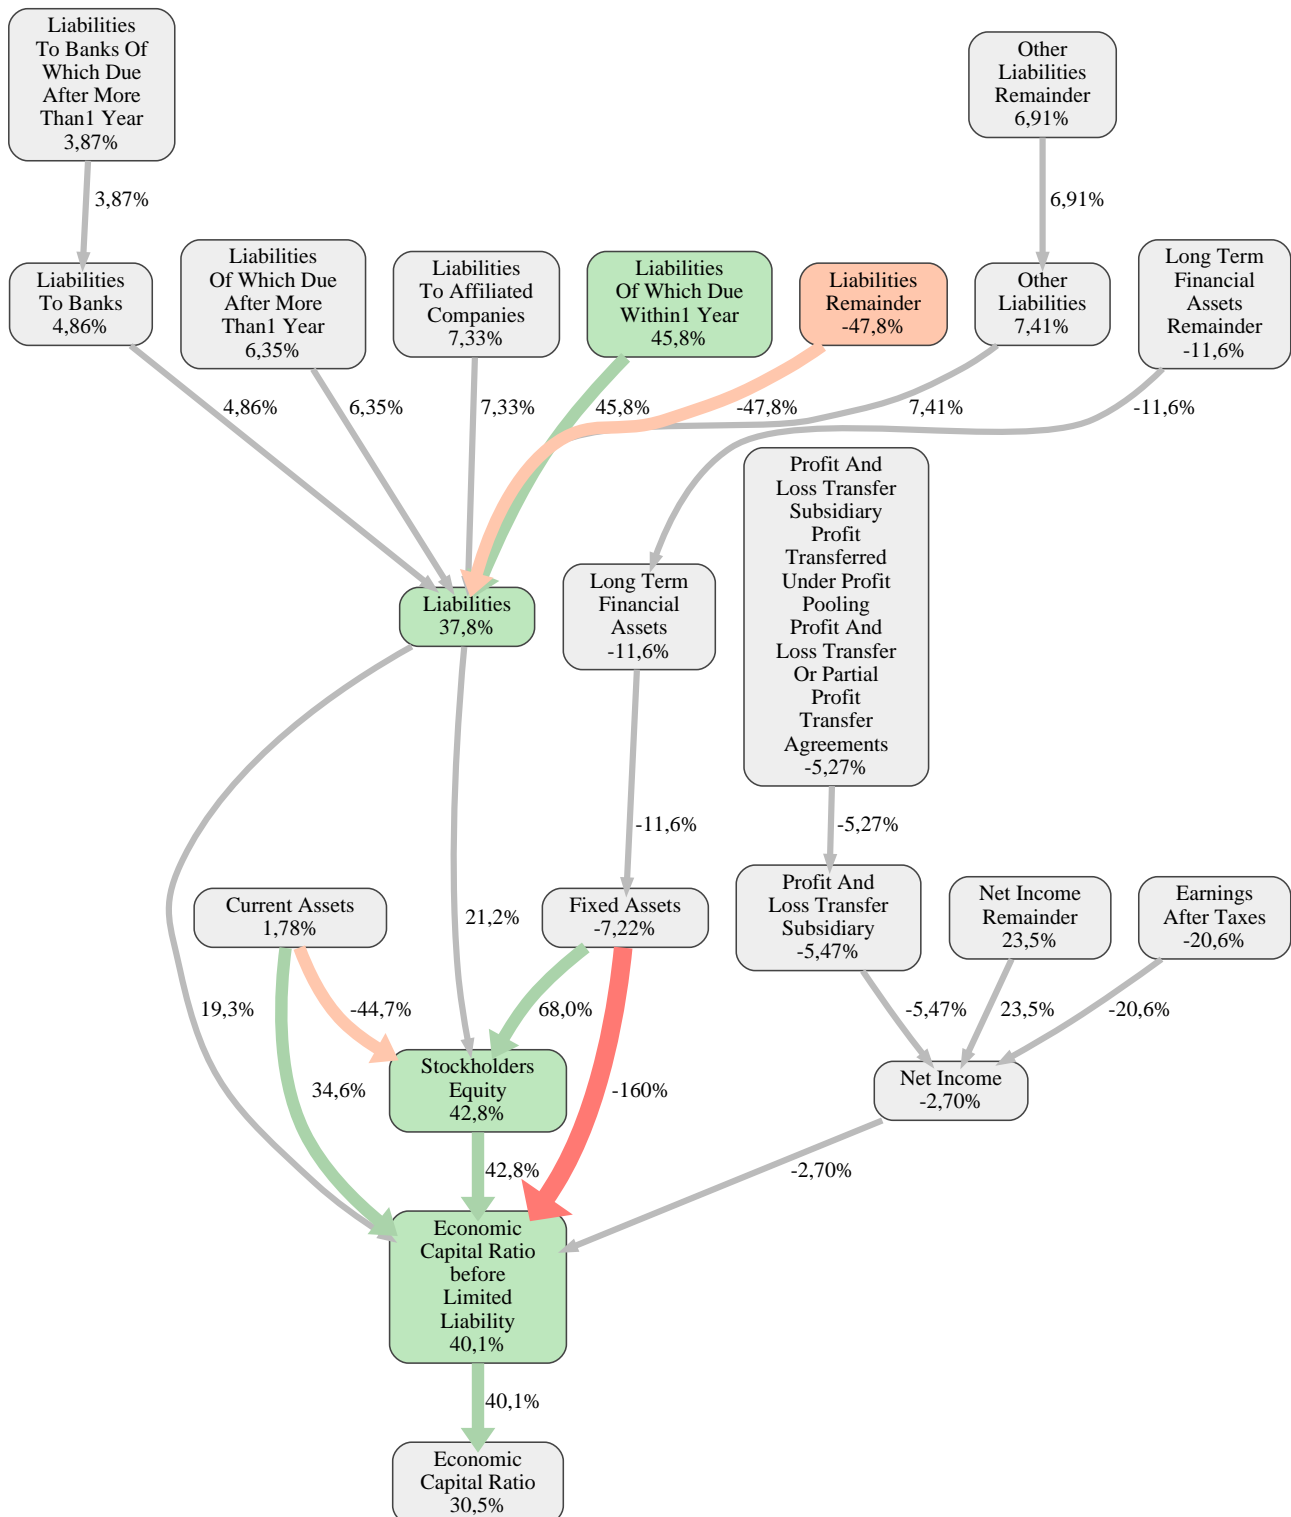 Liabilities
To Banks Of
Which Due
After More
Than1 Year
3,87%
Other
Liabilities
Remainder
6,91%
3,87%
6,91%
Liabilities
To Banks
4,86%
Liabilities
Of Which Due
After More
Than1 Year
6,35%
Liabilities
To Affiliated
Companies
7,33%
Liabilities
Of Which Due
Within1 Year
45,8%
Liabilities
Remainder
-47,8%
Other
Liabilities
7,41%
Long Term
Financial
Assets
Remainder
-11,6%
4,86%
6,35%
7,33%
45,8%
-47,8%
7,41%
-11,6%
Profit And
Loss Transfer
Subsidiary
Profit
Transferred
Under Profit
Pooling
Profit And
Loss Transfer
Or Partial
Profit
Transfer
Agreements
-5,27%
Liabilities
37,8%
Long Term
Financial
Assets
-11,6%
-11,6%
-5,27%
Current Assets
1,78%
21,2%
Fixed Assets
-7,22%
Profit And
Loss Transfer
Subsidiary
-5,47%
Net Income
Remainder
23,5%
Earnings
After Taxes
-20,6%
19,3%
-44,7%
68,0%
-5,47%
23,5%
-20,6%
34,6%
Stockholders
Equity
42,8%
-160%
Net Income
-2,70%
42,8%
-2,70%
Economic
Capital Ratio
before
Limited
Liability
40,1%
40,1%
Economic
Capital Ratio
30,5%